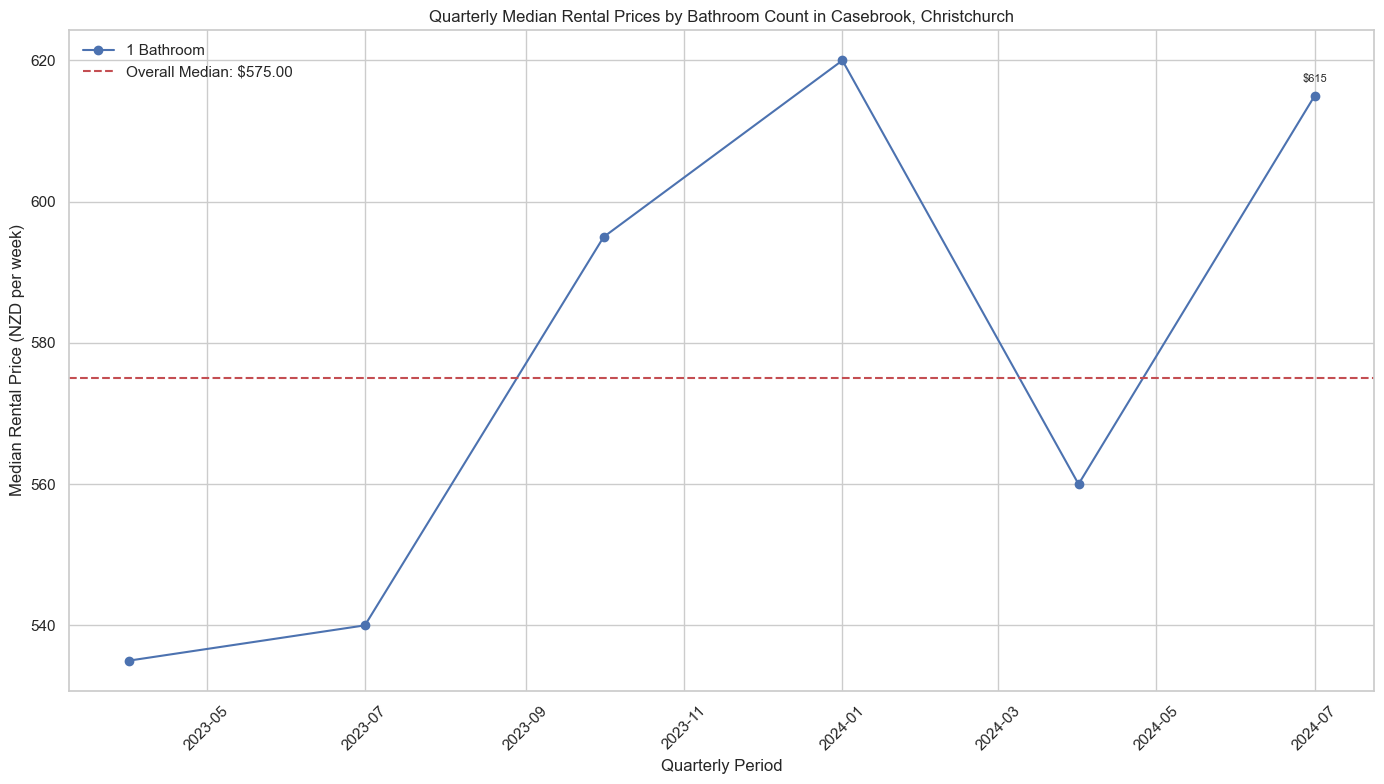 Quarterly Median Rental Prices by Bathroom Count in Casebrook, Christchurch
1 Bathroom
Overall Median: $575.00
$615
Median Rental Price (NZD per week)
620
600
580
560
540
2023-05
2023-07
2023-09
2023-11
2024-01
2024-03
2024-05
2024-07
Quarterly Period